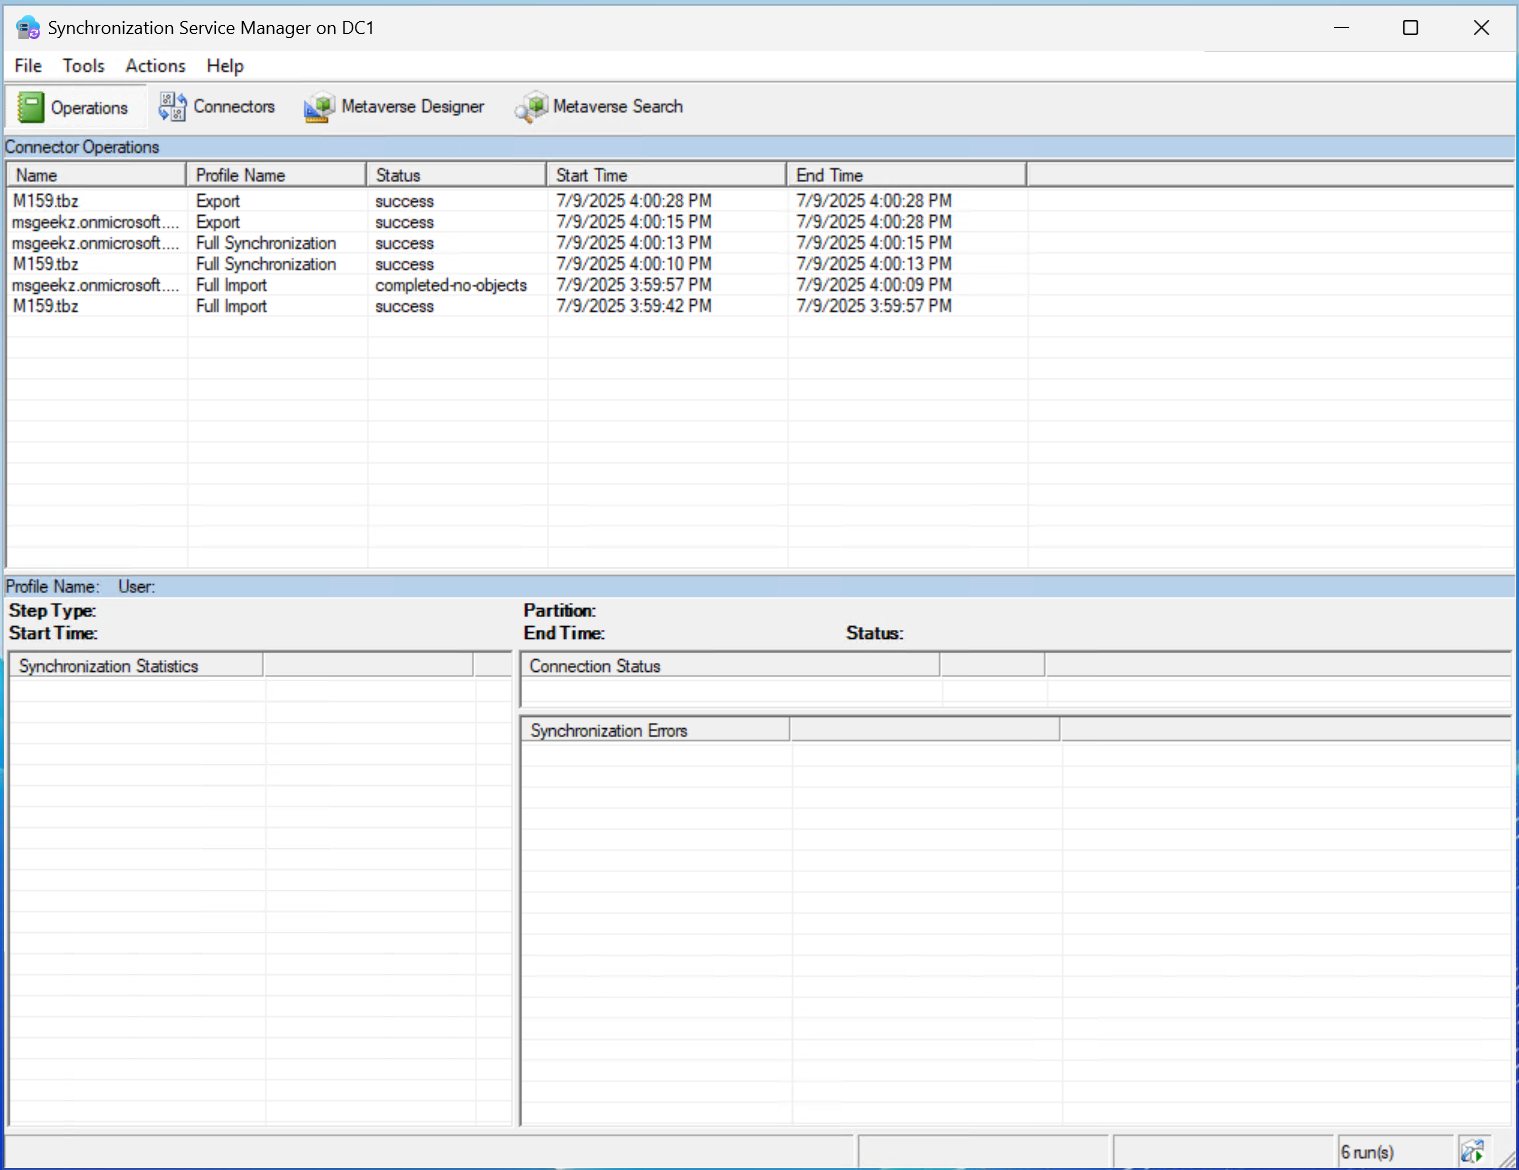 Synchronization Service Manager on DC1
File Tools Actions Help
Operations Connectors Metaverse Designer Metaverse Search
Connector Operations
Name Profile Name Status Start Time End Time
M159.tbz Export success 7/9/2025 4:00:28 PM 7/9/2025 4:00:28 PM
msgeekz.onmicrosoft.... Export success 7/9/2025 4:00:15 PM 7/9/2025 4:00:28 PM
msgeekz.onmicrosoft.... Full Synchronization success 7/9/2025 4:00:13 PM 7/9/2025 4:00:15 PM
M159.tbz Full Synchronization success 7/9/2025 4:00:10 PM 7/9/2025 4:00:13 PM
msgeekz.onmicrosoft.... Full Import completed-no-objects 7/9/2025 3:59:57 PM 7/9/2025 4:00:09 PM
M159.tbz Full Import success 7/9/2025 3:59:42 PM 7/9/2025 3:59:57 PM
Profile Name: User:
Step Type: Partition:
Start Time: End Time: Status:
Synchronization Statistics Connection Status
Synchronization Errors
6 run(s)